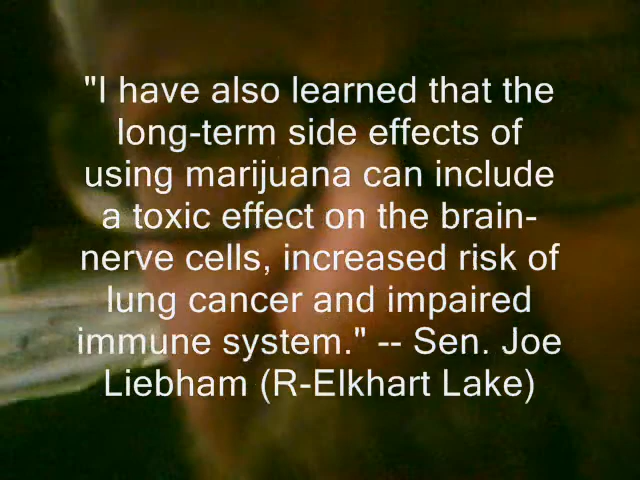 "I have also learned that the
long-term side effects of
using marijuana can include
a toxic effect on the brain-
nerve cells, increased risk of
lung cancer and impaired
immune system." -- Sen. Joe
Liebham (R-Elkhart Lake)